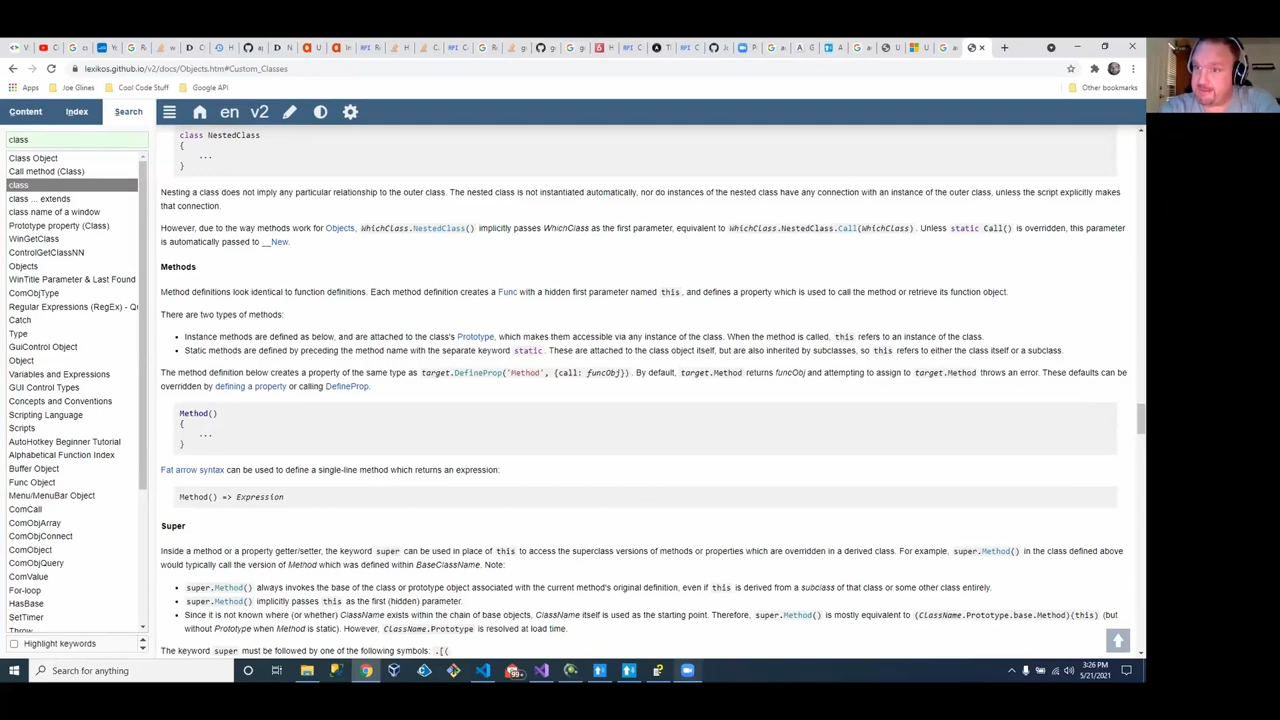 lexikos.github.io/v2/docs/Objects.htm#Custom_Classes
Apps
Joe Glines
Cool Code Stuff
Google API
Other bookmarks
Content
Index
Search
en
v2
class
Class Object
Call method (Class)
class
class ... extends
class name of a window
Prototype property (Class)
WinGetClass
ControlGetClassNN
Objects
WinTitle Parameter & Last Found
ComObjType
Regular Expressions (RegEx) - Qu
Catch
Type
GuiControl Object
Object
Variables and Expressions
GUI Control Types
Concepts and Conventions
Scripting Language
Scripts
AutoHotkey Beginner Tutorial
Alphabetical Function Index
Buffer Object
Func Object
Menu/MenuBar Object
ComCall
ComObjArray
ComObjConnect
ComObject
ComObjQuery
ComValue
For-loop
HasBase
SetTimer
Throw
Highlight keywords
class NestedClass
{
...
}
Nesting a class does not imply any particular relationship to the outer class. The nested class is not instantiated automatically, nor do instances of the nested class have any connection with an instance of the outer class, unless the script explicitly makes
that connection.
However, due to the way methods work for Objects, WhichClass.NestedClass() implicitly passes WhichClass as the first parameter, equivalent to WhichClass.NestedClass.Call(WhichClass). Unless static Call() is overridden, this parameter
is automatically passed to __New.
Methods
Method definitions look identical to function definitions. Each method definition creates a Func with a hidden first parameter named this, and defines a property which is used to call the method or retrieve its function object.
There are two types of methods:
• Instance methods are defined as below, and are attached to the class's Prototype, which makes them accessible via any instance of the class. When the method is called, this refers to an instance of the class.
• Static methods are defined by preceding the method name with the separate keyword static. These are attached to the class object itself, but are also inherited by subclasses, so this refers to either the class itself or a subclass.
The method definition below creates a property of the same type as target.DefineProp('Method', {call: funcObj}). By default, target.Method returns funcObj and attempting to assign to target.Method throws an error. These defaults can be
overridden by defining a property or calling DefineProp.
Method()
{
...
}
Fat arrow syntax can be used to define a single-line method which returns an expression:
Method() => Expression
Super
Inside a method or a property getter/setter, the keyword super can be used in place of this to access the superclass versions of methods or properties which are overridden in a derived class. For example, super.Method() in the class defined above
would typically call the version of Method which was defined within BaseClassName. Note:
• super.Method() always invokes the base of the class or prototype object associated with the current method's original definition, even if this is derived from a subclass of that class or some other class entirely.
• super.Method() implicitly passes this as the first (hidden) parameter.
• Since it is not known where (or whether) ClassName exists within the chain of base objects, ClassName itself is used as the starting point. Therefore, super.Method() is mostly equivalent to (ClassName.Prototype.base.Method)(this) (but
without Prototype when Method is static). However, ClassName.Prototype is resolved at load time.
The keyword super must be followed by one of the following symbols: .[(
Search for anything
99+
3:26 PM
5/21/2021